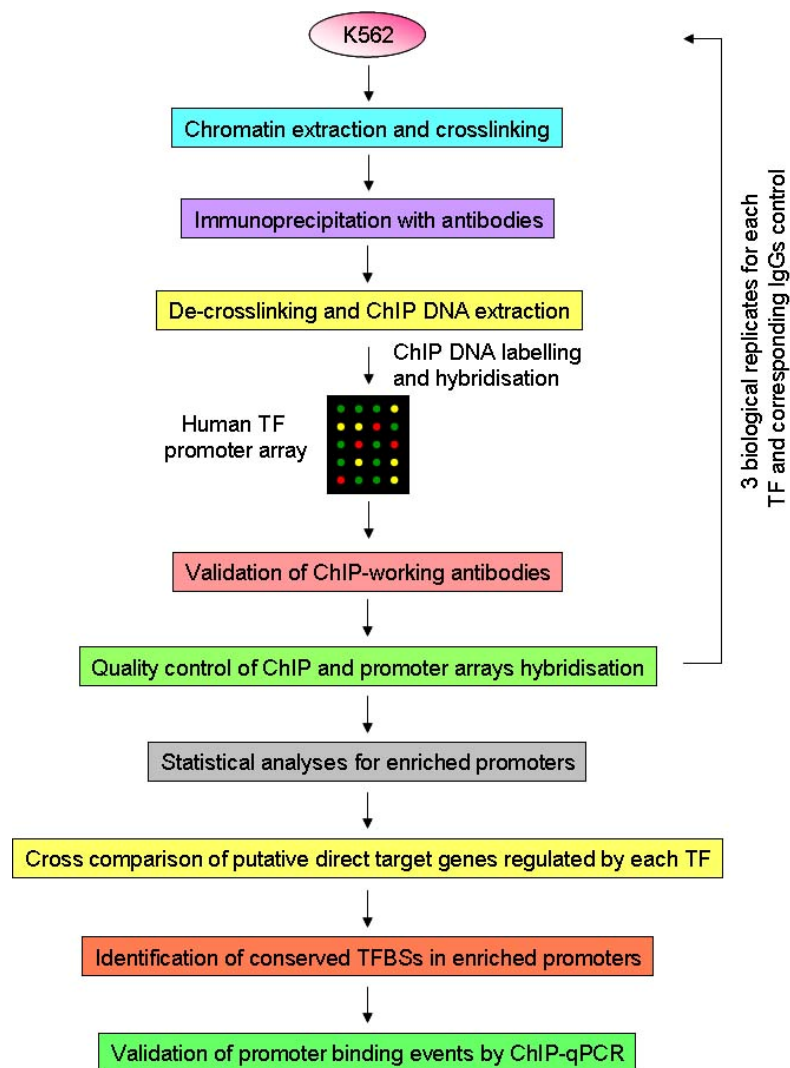 K562
Chromatin extraction and crosslinking
Immunoprecipitation with antibodies
De-crosslinking and ChIP DNA extraction
ChIP DNA labelling
and hybridisation
Human TF
promoter array
Validation of ChIP-working antibodies
Quality control of ChIP and promoter arrays hybridisation
3 biological replicates for each
TF and corresponding IgGs control
Statistical analyses for enriched promoters
Cross comparison of putative direct target genes regulated by each TF
Identification of conserved TFBSs in enriched promoters
Validation of promoter binding events by ChIP-qPCR